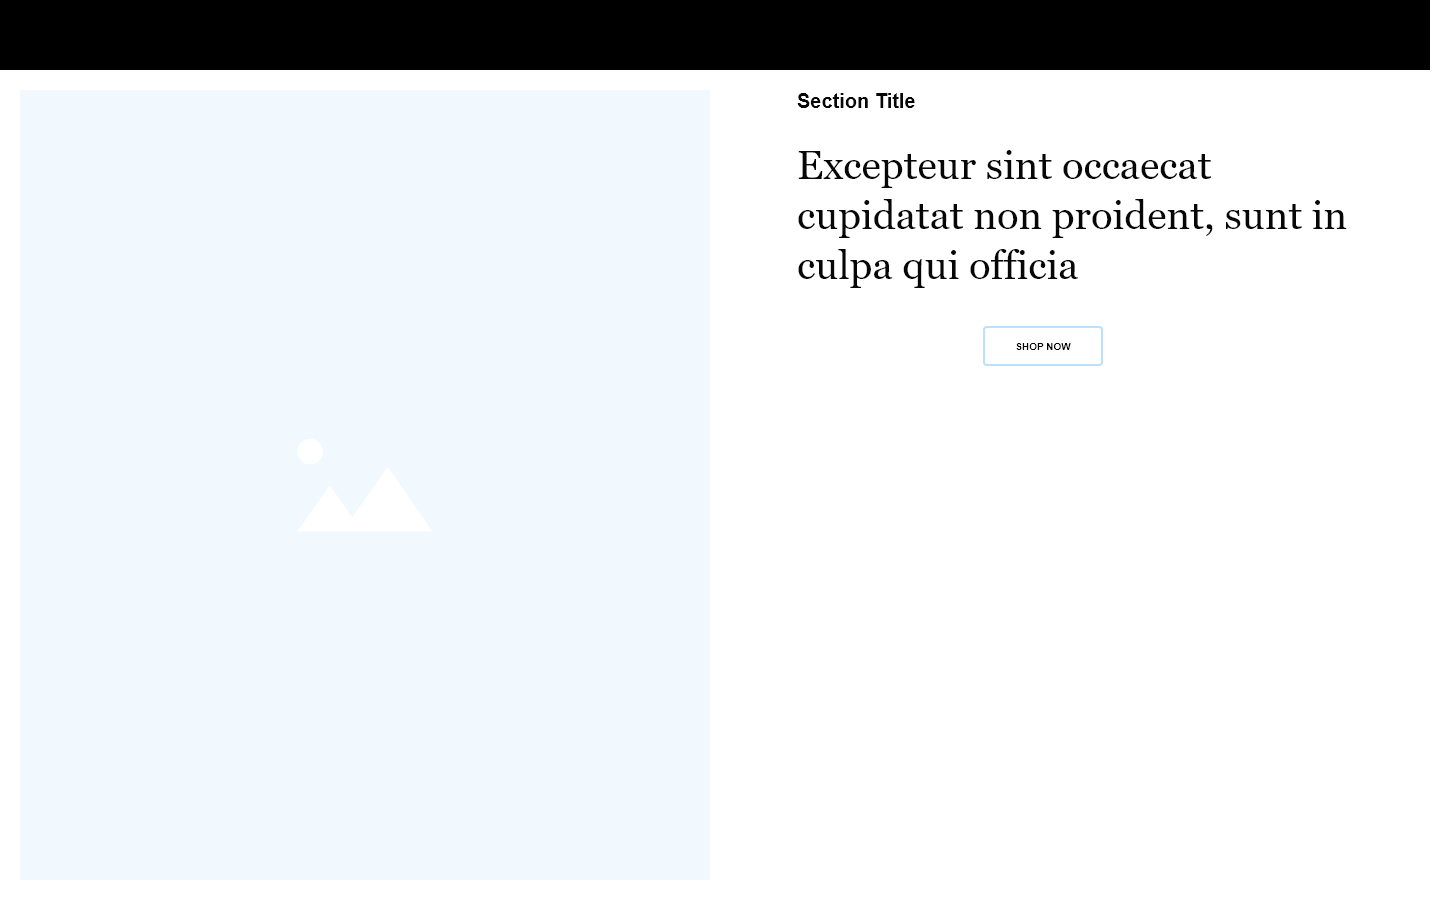 Section Title
Excepteur sint occaecat
cupidatat non proident, sunt in
culpa qui officia
SHOP NOW